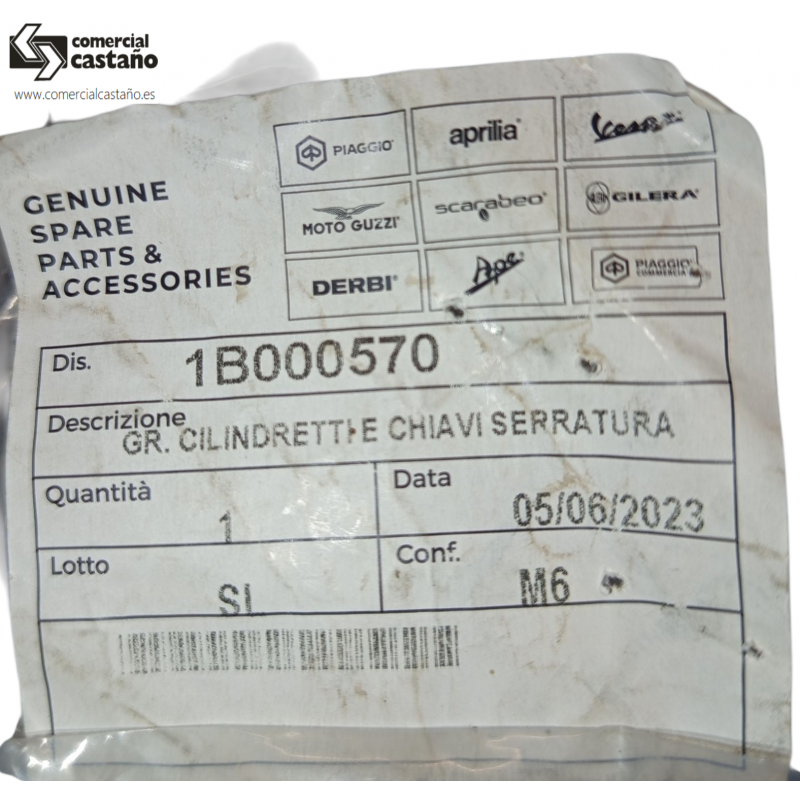 comercial
castaño
www.comercialcastaño.es
GENUINE
SPARE
PARTS &
ACCESSORIES
PIAGGIO
aprilia
Vespa
MOTO GUZZI
scarabeo
GILERA
DERBI
Ape
PIAGGIO
COMMERCIAL
Dis. 1B000570
Descrizione
GR. CILINDRETTI E CHIAVI SERRATURA
Quantità 1
Data 05/06/2023
Lotto SI
Conf. M6